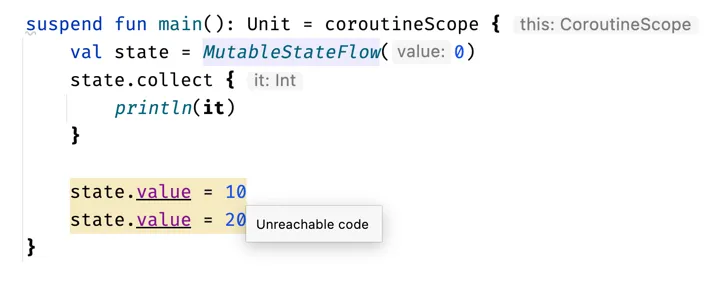 suspend fun main(): Unit = coroutineScope { this: CoroutineScope
val state = MutableStateFlow( value: 0)
state.collect { it: Int
println(it)
}
state.value = 10
state.value = 20
Unreachable code
}